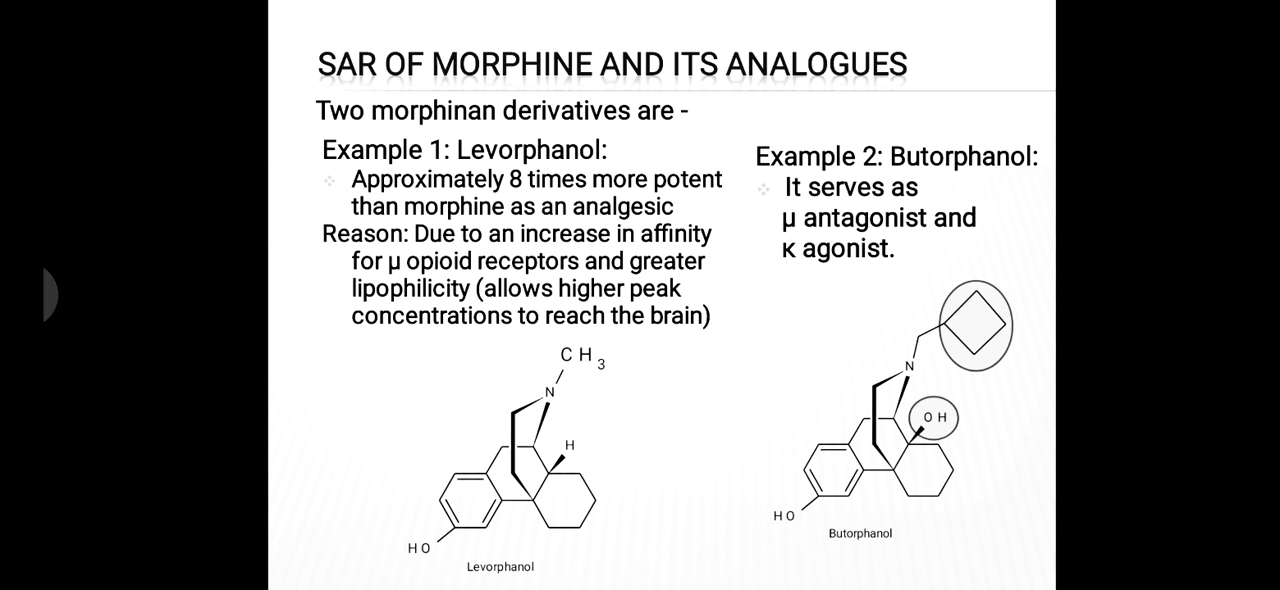 SAR OF MORPHINE AND ITS ANALOGUES
Two morphinan derivatives are -
Example 1: Levorphanol:
Approximately 8 times more potent
than morphine as an analgesic
Reason: Due to an increase in affinity
for μ opioid receptors and greater
lipophilicity (allows higher peak
concentrations to reach the brain)
CH3
N
H
HO
Levorphanol
Example 2: Butorphanol:
It serves as
μ antagonist and
κ agonist.
N
OH
HO
Butorphanol